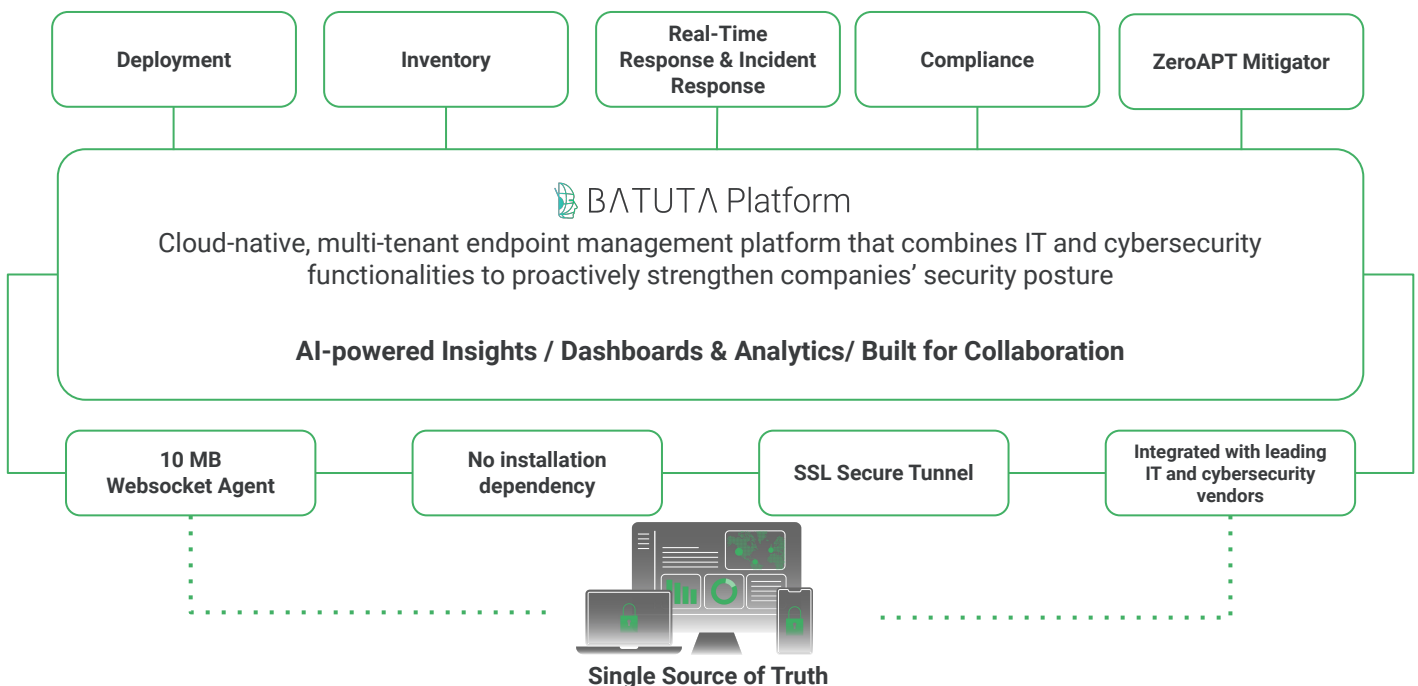 Deployment
Inventory
Real-Time
Response & Incident
Response
Compliance
ZeroAPT Mitigator
BATUTA Platform
Cloud-native, multi-tenant endpoint management platform that combines IT and cybersecurity
functionalities to proactively strengthen companies’ security posture
AI-powered Insights / Dashboards & Analytics/ Built for Collaboration
10 MB
Websocket Agent
No installation
dependency
SSL Secure Tunnel
Integrated with leading
IT and cybersecurity
vendors
Single Source of Truth